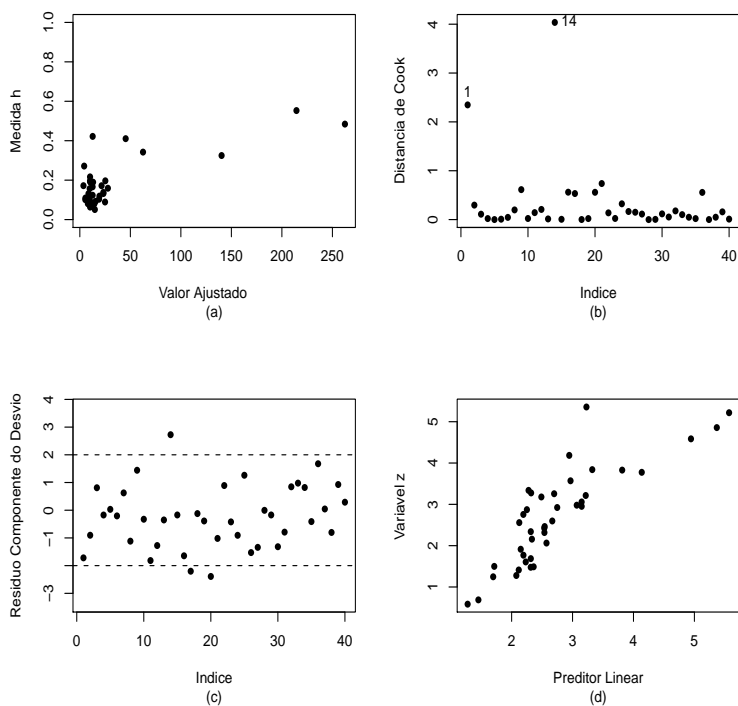 Medida h
0.0 0.2 0.4 0.6 0.8 1.0
0 50 100 150 200 250
Valor Ajustado
(a)
Distancia de Cook
0 1 2 3 4
1
14
0 10 20 30 40
Indice
(b)
Residuo Componente do Desvio
-3 -1 0 1 2 3 4
0 10 20 30 40
Indice
(c)
Variavel z
1 2 3 4 5
2 3 4 5
Preditor Linear
(d)